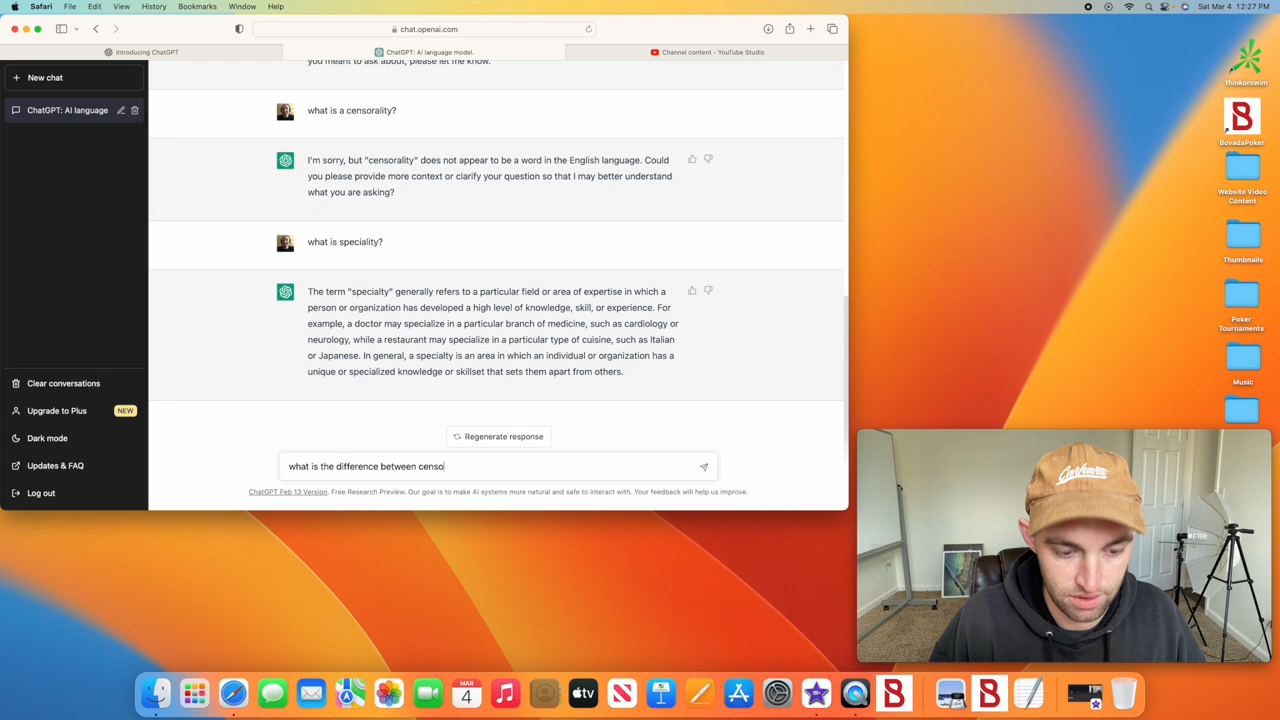 Safari File Edit View History Bookmarks Window Help Sat Mar 4 12:27 PM
chat.openai.com
Introducing ChatGPT
ChatGPT: AI language model.
Channel content - YouTube Studio
New chat
ChatGPT: AI language
you meant to ask about, please let me know.
what is a censorality?
I'm sorry, but "censorality" does not appear to be a word in the English language. Could
you please provide more context or clarify your question so that I may better understand
what you are asking?
what is speciality?
The term "specialty" generally refers to a particular field or area of expertise in which a
person or organization has developed a high level of knowledge, skill, or experience. For
example, a doctor may specialize in a particular branch of medicine, such as cardiology or
neurology, while a restaurant may specialize in a particular type of cuisine, such as Italian
or Japanese. In general, a specialty is an area in which an individual or organization has a
unique or specialized knowledge or skillset that sets them apart from others.
Clear conversations
Upgrade to Plus NEW
Dark mode
Updates & FAQ
Log out
Regenerate response
what is the difference between censo
ChatGPT Feb 13 Version. Free Research Preview. Our goal is to make AI systems more natural and safe to interact with. Your feedback will help us improve.
thinkorswim
B
BovadaPoker
Website Video
Content
Thumbnails
Poker
Tournaments
Music
Carhartt
MAR
4
tv
B
B